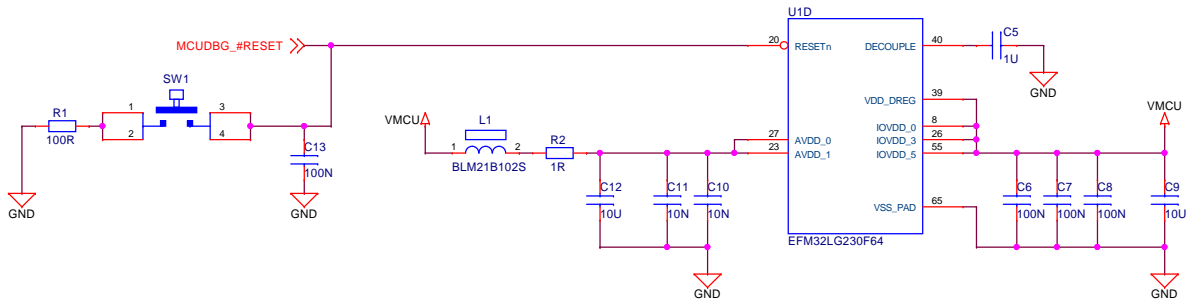 U1D
MCUDBG_#RESET
20
RESETn
DECOUPLE
40
C5
1U
GND
SW1
R1
100R
1
2
3
4
C13
100N
GND
GND
VMCU
L1
1
2
BLM21B102S
R2
1R
27
23
AVDD_0
AVDD_1
VDD_DREG
IOVDD_0
IOVDD_3
IOVDD_5
39
8
26
55
VMCU
C12
10U
C11
10N
C10
10N
GND
VSS_PAD
65
EFM32LG230F64
C6
100N
C7
100N
C8
100N
C9
10U
GND